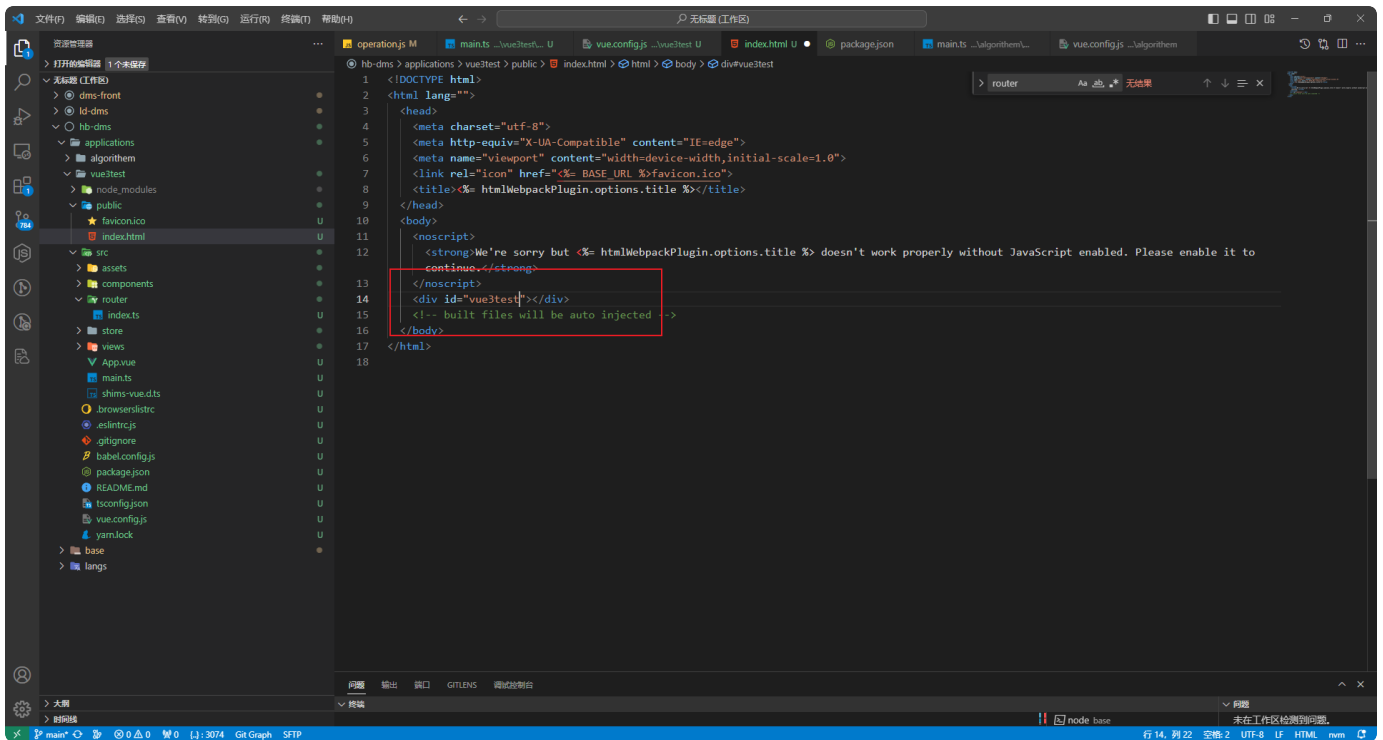 文件(F) 编辑(E) 选择(S) 查看(V) 转到(G) 运行(R) 终端(T) 帮助(H)
无标题 (工作区)
资源管理器
operation.js M main.ts ...\vue3test\... U vue.config.js ...\vue3test U index.html U package.json main.ts ...\algorithem\... vue.config.js ...\algorithem
打开的编辑器 1 个未保存
hb-dms > applications > vue3test > public > index.html > html > body > div#vue3test
router Aa ab 无结果
无标题 (工作区)
dms-front
ld-dms
hb-dms
applications
algorithem
vue3test
node_modules
public
favicon.ico U
index.html U
src
assets
components
router
index.ts U
store
views
App.vue U
main.ts U
shims-vue.d.ts U
.browserslistrc U
.eslintrc.js U
.gitignore U
babel.config.js U
package.json U
README.md U
tsconfig.json U
vue.config.js U
yarn.lock U
base
langs
1 <!DOCTYPE html>
2 <html lang="">
3 <head>
4 <meta charset="utf-8">
5 <meta http-equiv="X-UA-Compatible" content="IE=edge">
6 <meta name="viewport" content="width=device-width,initial-scale=1.0">
7 <link rel="icon" href="<%= BASE_URL %>favicon.ico">
8 <title><%= htmlWebpackPlugin.options.title %></title>
9 </head>
10 <body>
11 <noscript>
12 <strong>We're sorry but <%= htmlWebpackPlugin.options.title %> doesn't work properly without JavaScript enabled. Please enable it to
continue.</strong>
13 </noscript>
14 <div id="vue3test"></div>
15 <!-- built files will be auto injected -->
16 </body>
17 </html>
18
1
1
784
JS
大纲
时间线
问题 输出 端口 GITLENS 调试控制台
终端
问题
node base
未在工作区检测到问题。
main* 0 0 0 {..} : 3074 Git Graph SFTP
行 14, 列 22 空格: 2 UTF-8 LF HTML nvm